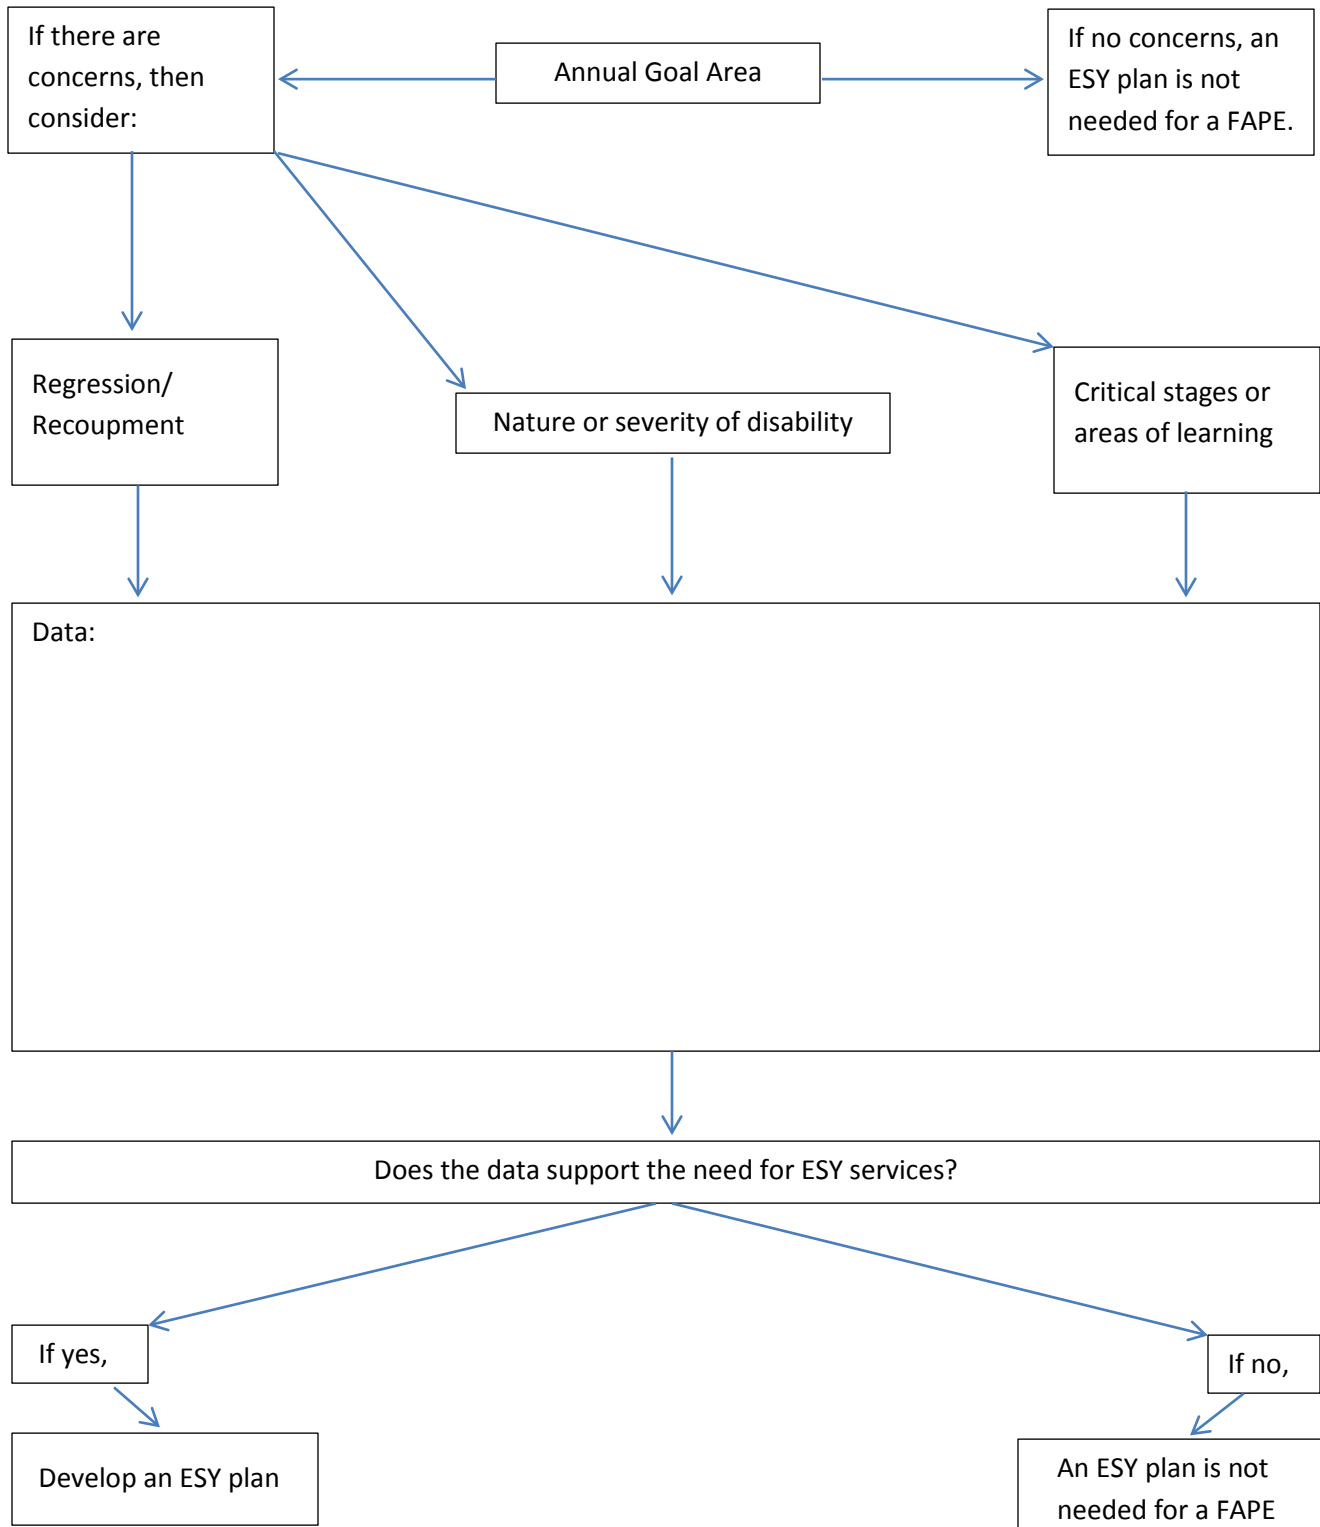 If there are
concerns, then
consider:
Annual Goal Area
If no concerns, an
ESY plan is not
needed for a FAPE.
Regression/
Recoupment
Nature or severity of disability
Critical stages or
areas of learning
Data:
Does the data support the need for ESY services?
If yes,
If no,
Develop an ESY plan
An ESY plan is not
needed for a FAPE